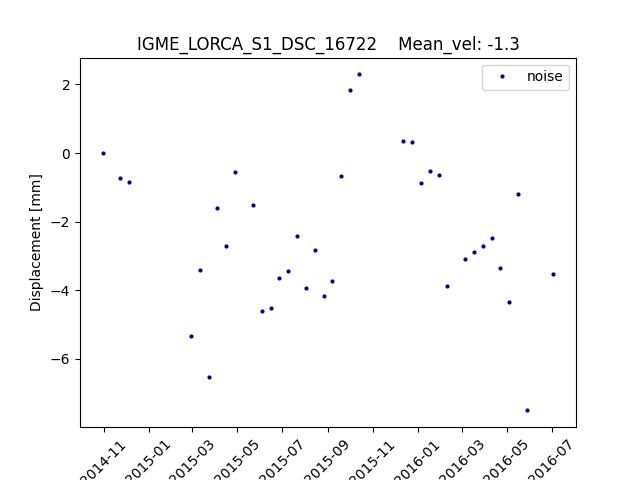 IGME_LORCA_S1_DSC_16722 Mean_vel: -1.3
noise
Displacement [mm]
2
0
−2
−4
−6
2014-11 2015-01 2015-03 2015-05 2015-07 2015-09 2015-11 2016-01 2016-03 2016-05 2016-07